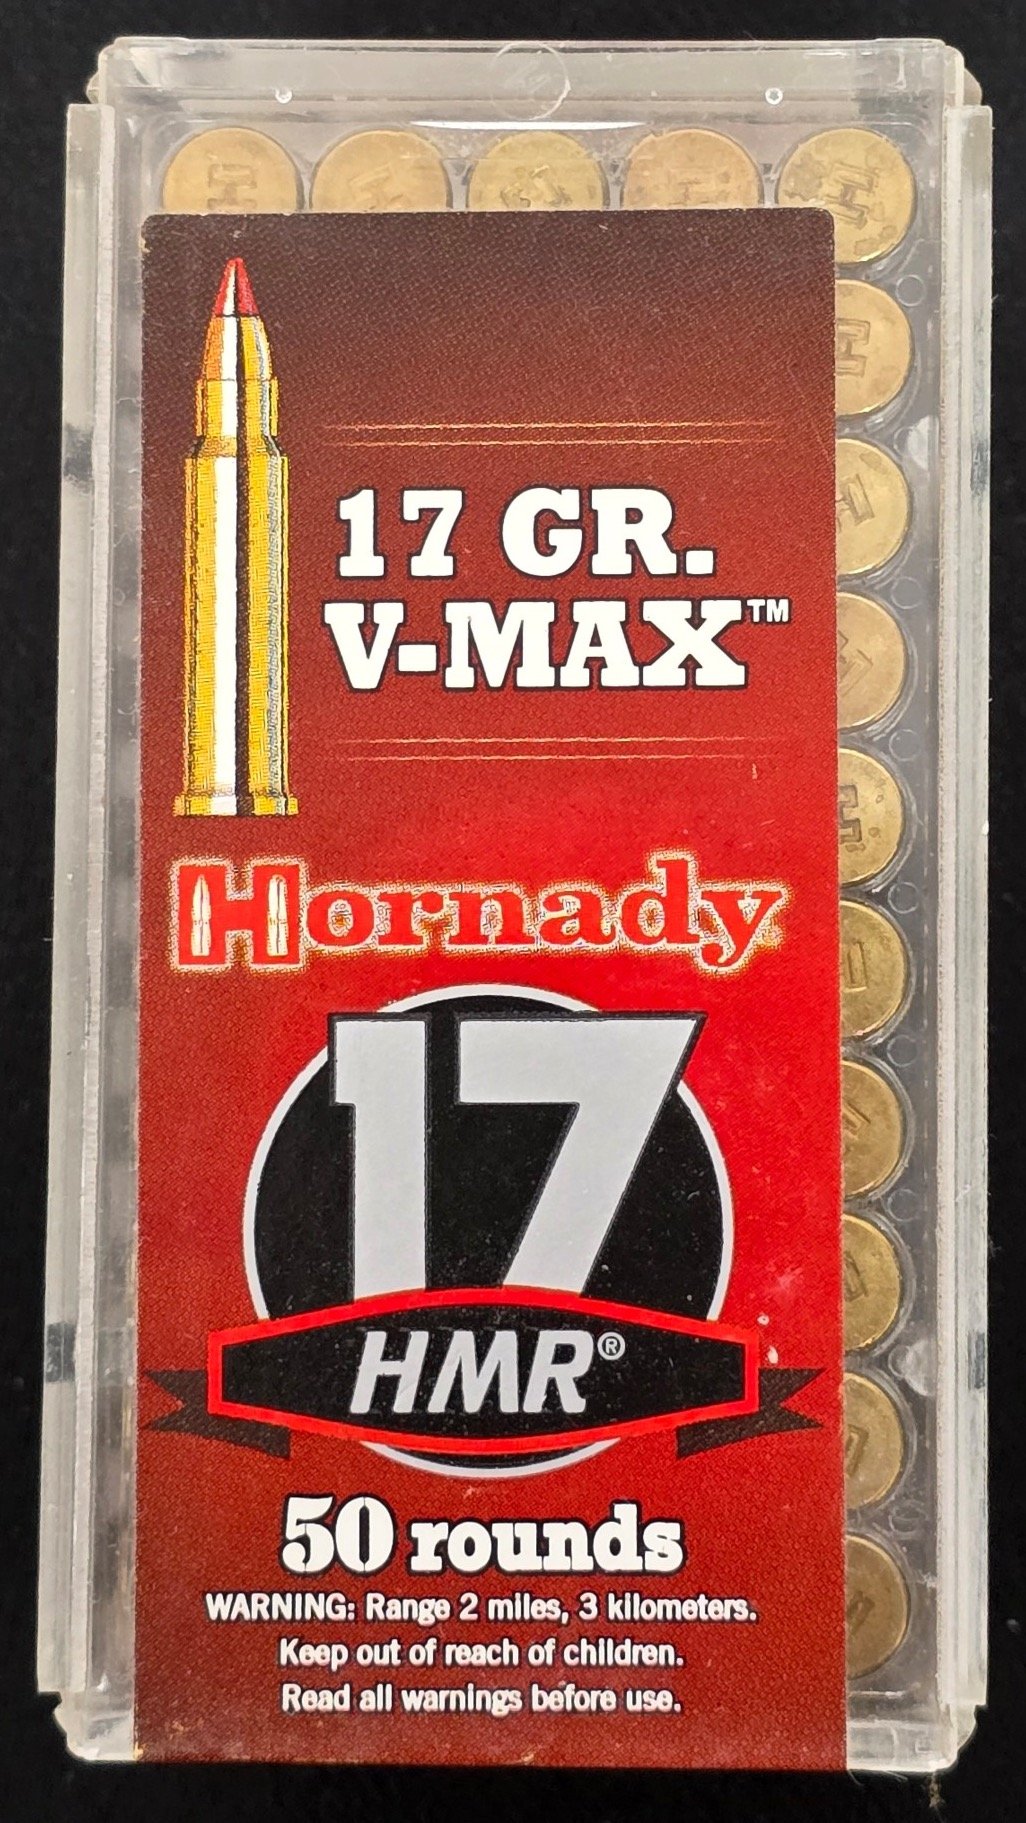 17 GR.
V-MAX™
Hornady
17
HMR®
50 rounds
WARNING: Range 2 miles, 3 kilometers.
Keep out of reach of children.
Read all warnings before use.